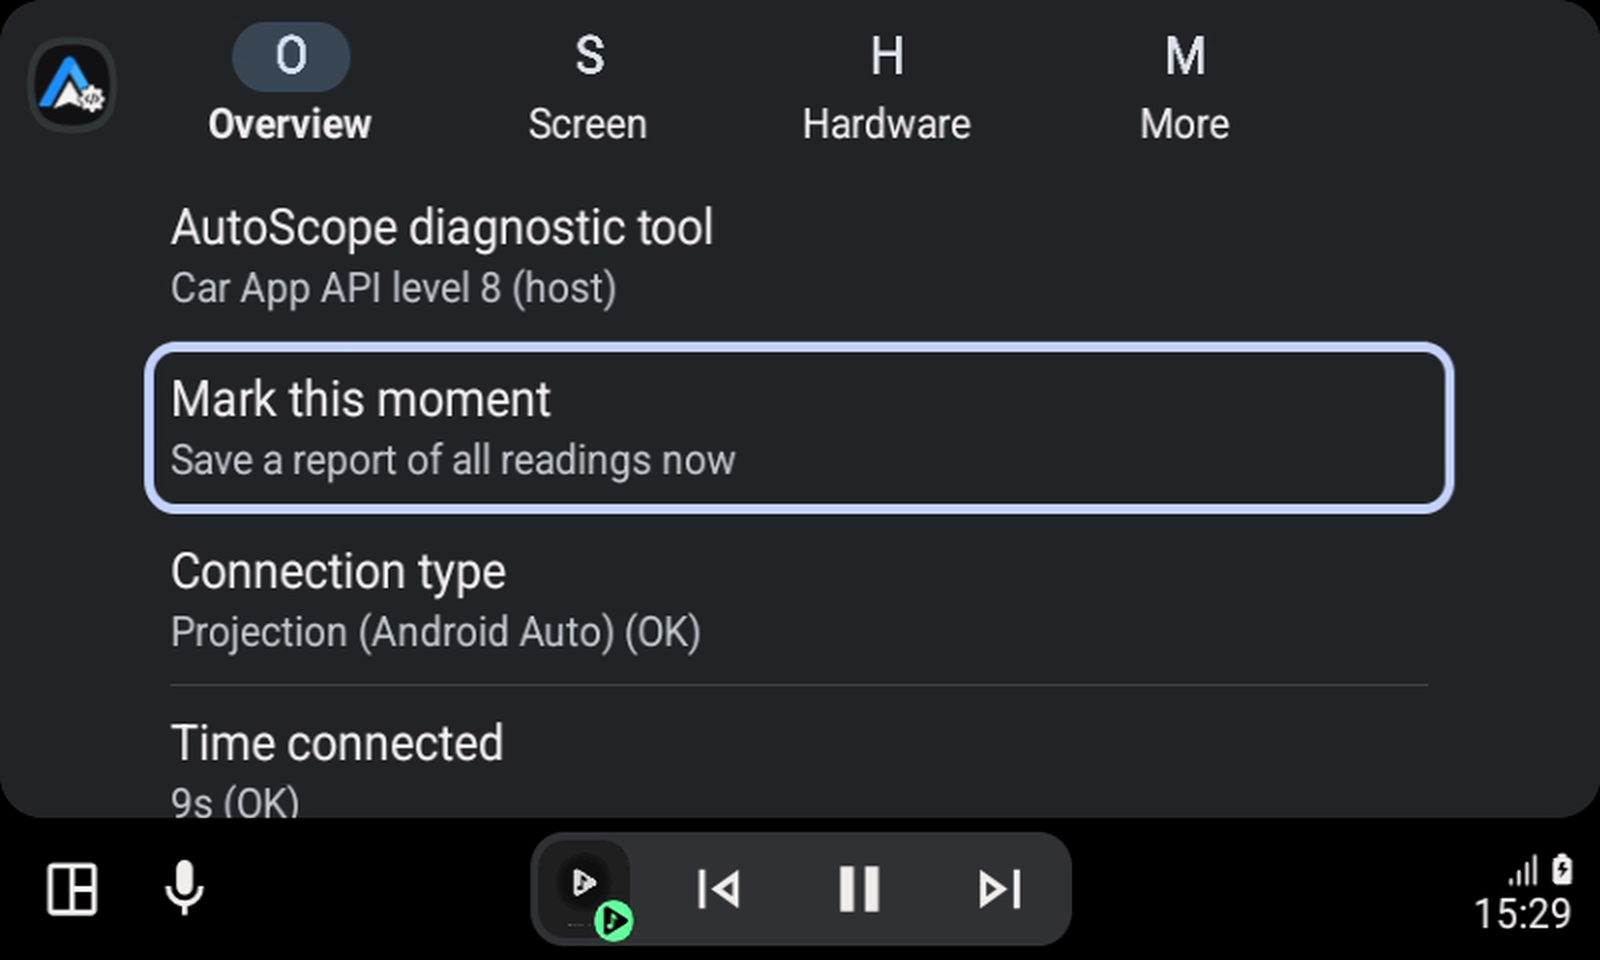 O
Overview
S
Screen
H
Hardware
M
More
AutoScope diagnostic tool
Car App API level 8 (host)
Mark this moment
Save a report of all readings now
Connection type
Projection (Android Auto) (OK)
Time connected
9s (OK)
15:29